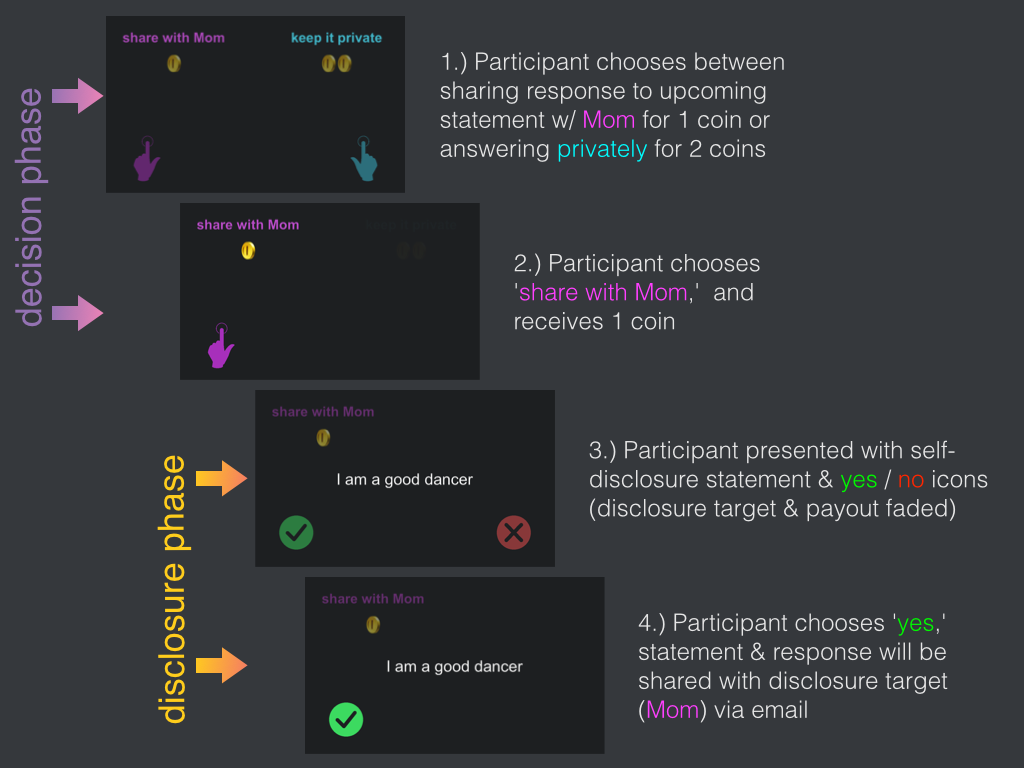 decision phase
share with Mom
keep it private
1.) Participant chooses between
sharing response to upcoming
statement w/ Mom for 1 coin or
answering privately for 2 coins
share with Mom
2.) Participant chooses
'share with Mom,'  and
receives 1 coin
disclosure phase
share with Mom
I am a good dancer
3.) Participant presented with self-
disclosure statement & yes / no icons
(disclosure target & payout faded)
share with Mom
I am a good dancer
4.) Participant chooses 'yes,'
statement & response will be
shared with disclosure target
(Mom) via email